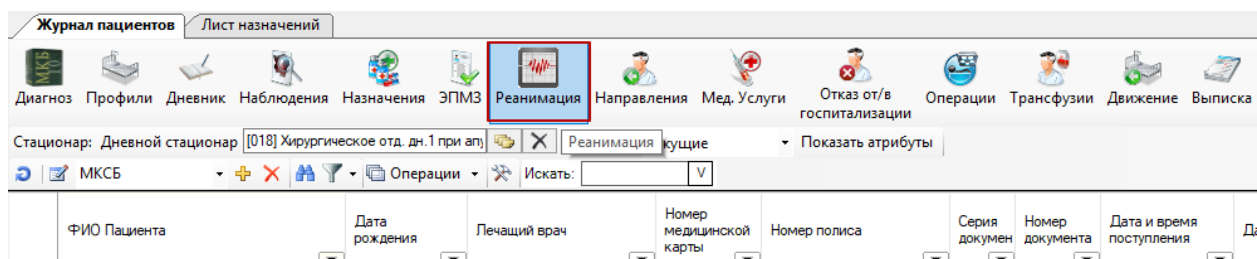 Журнал пациентов Лист назначений
МКБ 10
Диагноз Профили Дневник Наблюдения Назначения ЭПМЗ Реанимация Направления Мед. Услуги Отказ от/в Операции Трансфузии Движение Выписка
госпитализации
Стационар: Дневной стационар [018] Хирургическое отд. дн.1 при Реанимация кущие Показать атрибуты
МКСБ Операции Искать: V
ФИО Пациента
Дата
рождения
Лечащий врач
Номер
медицинской
карты
Номер полиса
Серия
докумен
Номер
документа
Дата и время
поступления
Да